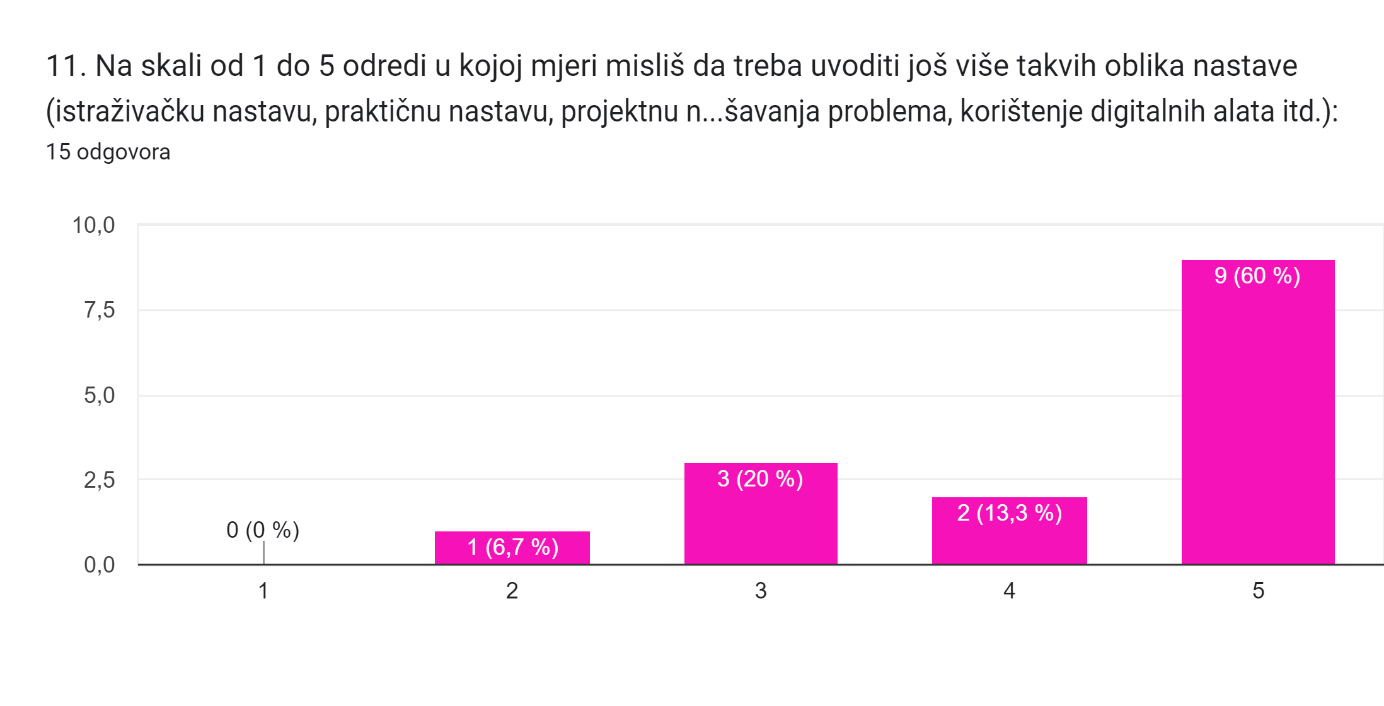 11. Na skali od 1 do 5 odredi u kojoj mjeri misliš da treba uvoditi još više takvih oblika nastave
(istraživačku nastavu, praktičnu nastavu, projektnu n...šavanja problema, korištenje digitalnih alata itd.):
15 odgovora
10,0
7,5
5,0
2,5
0,0
0 (0 %)
1 (6,7 %)
3 (20 %)
2 (13,3 %)
9 (60 %)
1 2 3 4 5